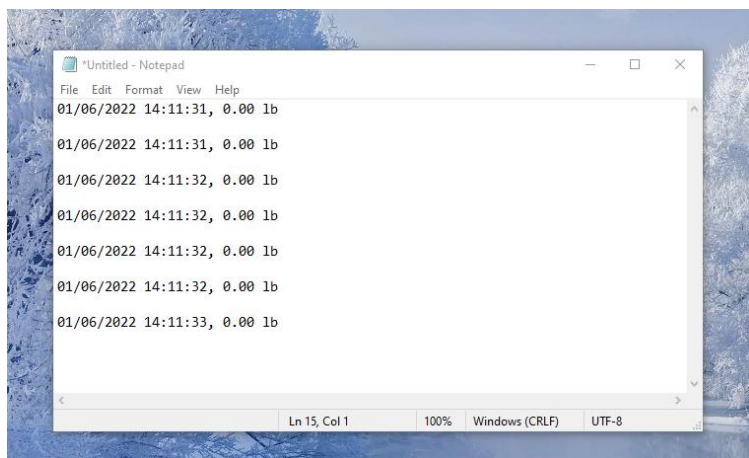 *Untitled - Notepad
File Edit Format View Help
01/06/2022 14:11:31, 0.00 lb
01/06/2022 14:11:31, 0.00 lb
01/06/2022 14:11:32, 0.00 lb
01/06/2022 14:11:32, 0.00 lb
01/06/2022 14:11:32, 0.00 lb
01/06/2022 14:11:32, 0.00 lb
01/06/2022 14:11:33, 0.00 lb
Ln 15, Col 1 100% Windows (CRLF) UTF-8